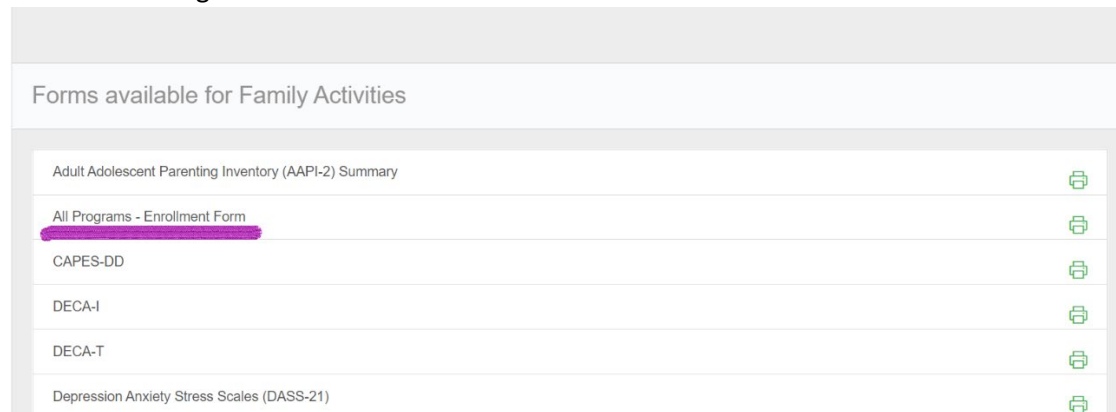 Forms available for Family Activities
Adult Adolescent Parenting Inventory (AAPI-2) Summary
All Programs - Enrollment Form
CAPES-DD
DECA-I
DECA-T
Depression Anxiety Stress Scales (DASS-21)